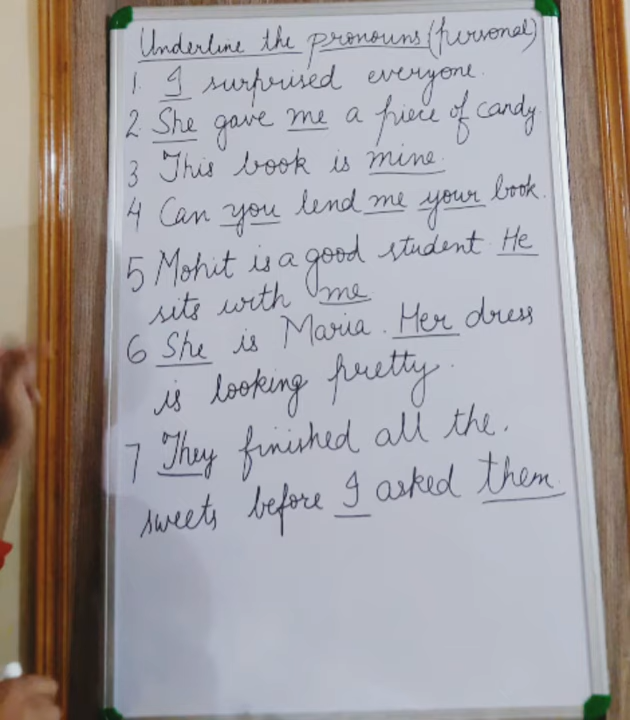 Underline the pronouns (personal)
1. I surprised everyone.
2 She gave me a piece of candy.
3 This book is mine.
4 Can you lend me your book.
5 Mohit is a good student. He
sits with me
6 She is Maria. Her dress
is looking pretty.
7 They finished all the.
sweets before I asked them.